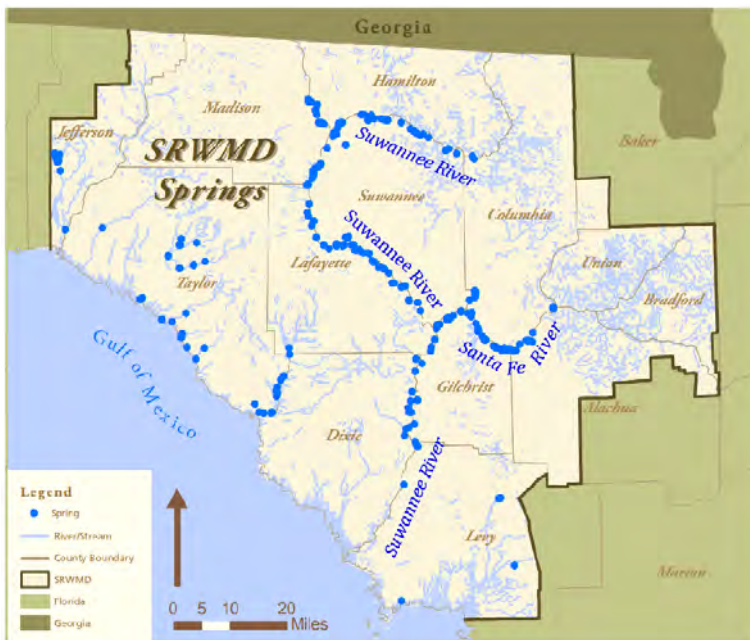 Georgia
Hamilton
Madison
Jefferson
Baker
SRWMD
Springs
Suwannee River
Suwannee
Columbia
Suwannee River
Union
Lafayette
Bradford
Taylor
Santa Fe River
Gulf of Mexico
Gilchrist
Alachua
Dixie
Suwannee River
Levy
Marion
Legend
Spring
River/Stream
County Boundary
SRWMD
Florida
Georgia
0 5 10 20
Miles